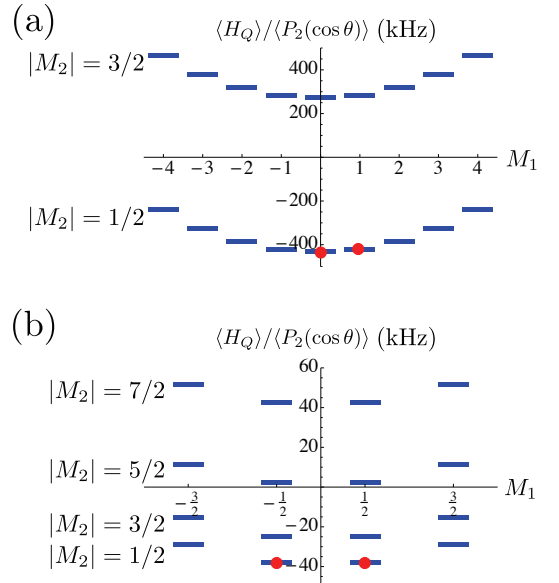 (a)
⟨H_Q⟩/⟨P_2(cos θ)⟩ (kHz)
|M_2| = 3/2
400
200
−4 −3 −2 −1 0 1 2 3 4 M_1
−200
|M_2| = 1/2
−400
(b)
⟨H_Q⟩/⟨P_2(cos θ)⟩ (kHz)
60
|M_2| = 7/2
40
20
|M_2| = 5/2
−3/2 −1/2 1/2 3/2 M_1
|M_2| = 3/2
−20
|M_2| = 1/2
−40